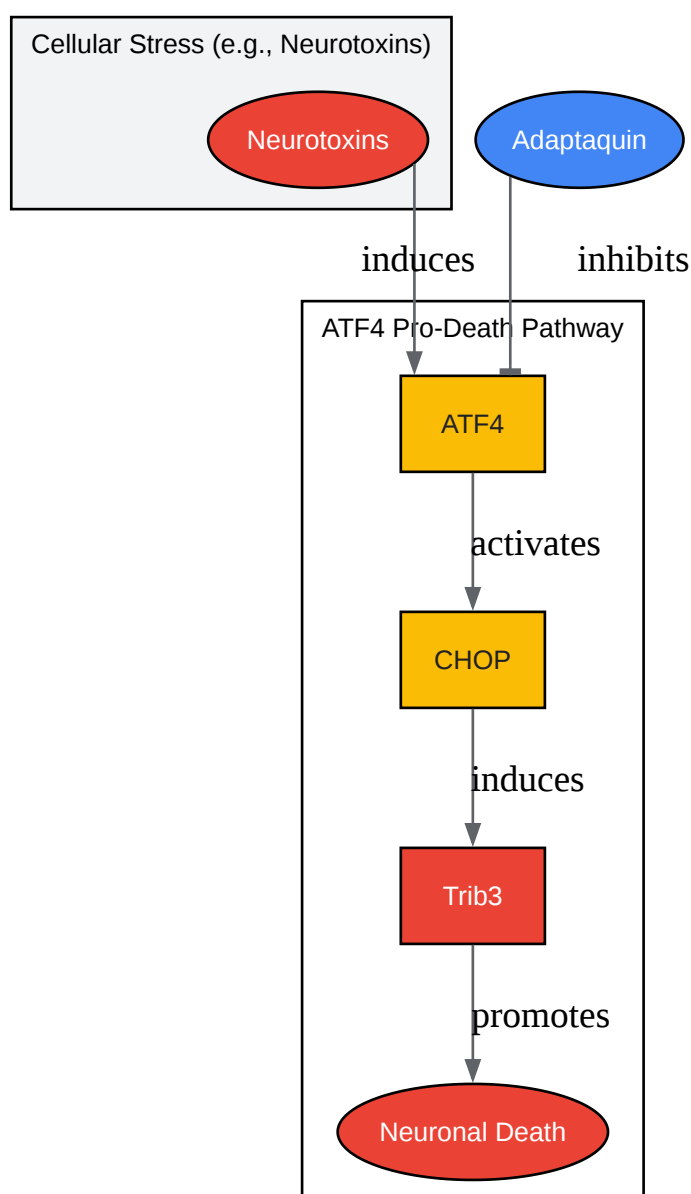 Cellular Stress (e.g., Neurotoxins)
Neurotoxins
Adaptaquin
induces
inhibits
ATF4 Pro-Death Pathway
ATF4
activates
CHOP
induces
Trib3
promotes
Neuronal Death